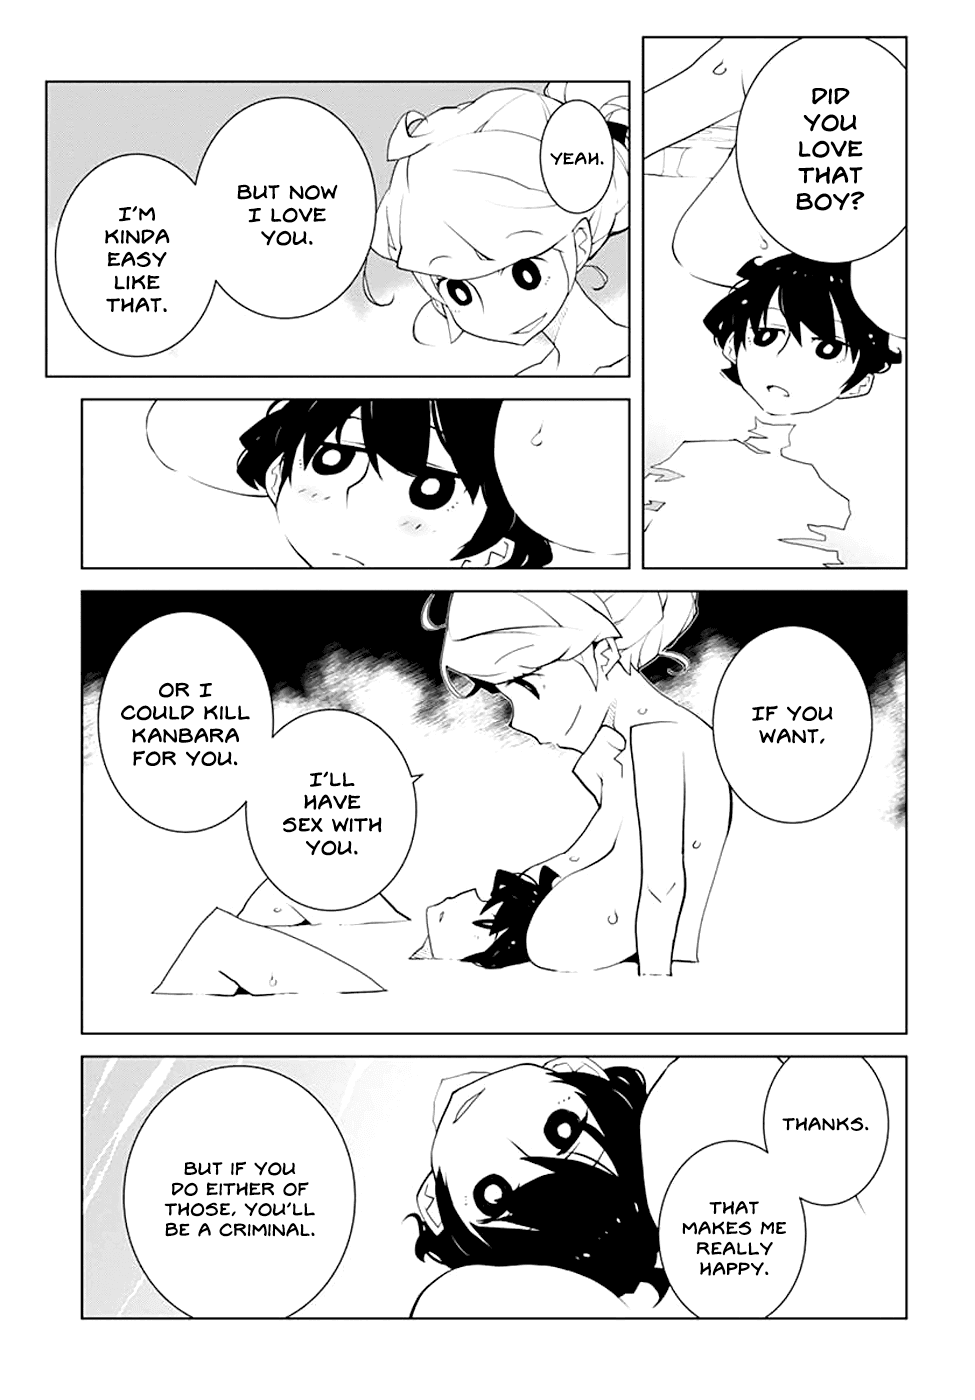 DID
YOU
LOVE
THAT
BOY?
YEAH.
BUT NOW
I LOVE
YOU.
I'M
KINDA
EASY
LIKE
THAT.
IF YOU
WANT,
I'LL
HAVE
SEX WITH
YOU.
OR I
COULD KILL
KANBARA
FOR YOU.
THANKS.
THAT
MAKES ME
REALLY
HAPPY.
BUT IF YOU
DO EITHER OF
THOSE, YOU'LL
BE A CRIMINAL.